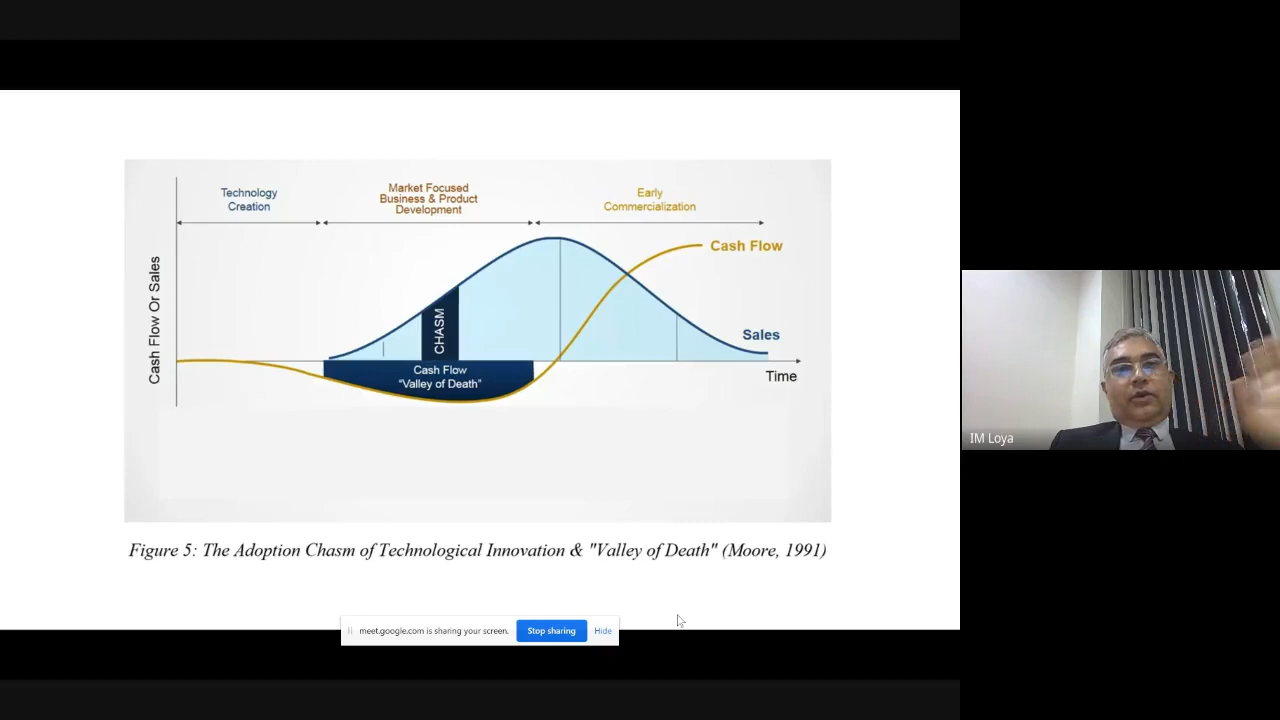 Technology
Creation
Market Focused
Business & Product
Development
Early
Commercialization
Cash Flow Or Sales
Cash Flow
Sales
CHASM
Cash Flow
"Valley of Death"
Time
Figure 5: The Adoption Chasm of Technological Innovation & "Valley of Death" (Moore, 1991)
IM Loya
meet.google.com is sharing your screen. Stop sharing Hide